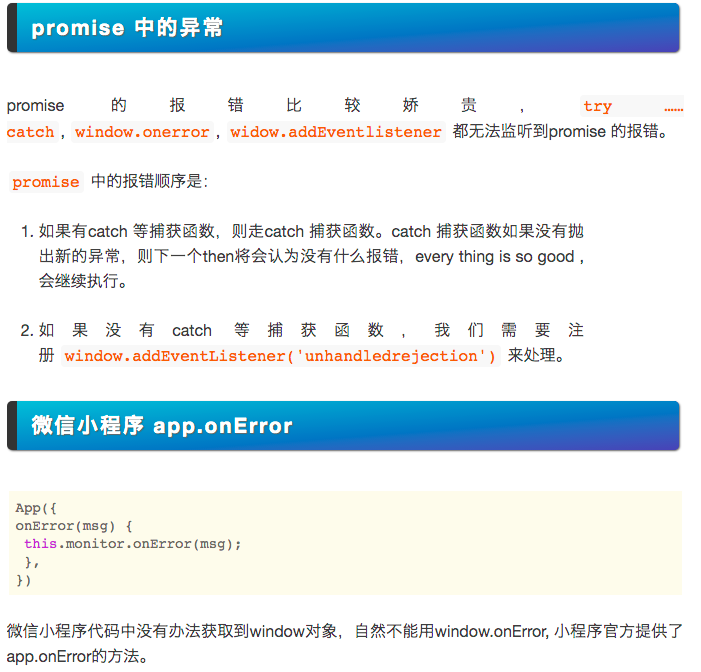 promise 中的异常
promise 的 报 错 比 较 娇 贵 ， try ……
catch , window.onerror , widow.addEventlistener 都无法监听到promise 的报错。
promise 中的报错顺序是：
1. 如果有catch 等捕获函数，则走catch 捕获函数。catch 捕获函数如果没有抛
出新的异常，则下一个then将会认为没有什么报错，every thing is so good ，
会继续执行。
2. 如 果 没 有 catch 等 捕 获 函 数 ， 我 们 需 要 注
册 window.addEventListener('unhandledrejection') 来处理。
微信小程序 app.onError
App({
onError(msg) {
this.monitor.onError(msg);
},
})
微信小程序代码中没有办法获取到window对象，自然不能用window.onError, 小程序官方提供了
app.onError的方法。